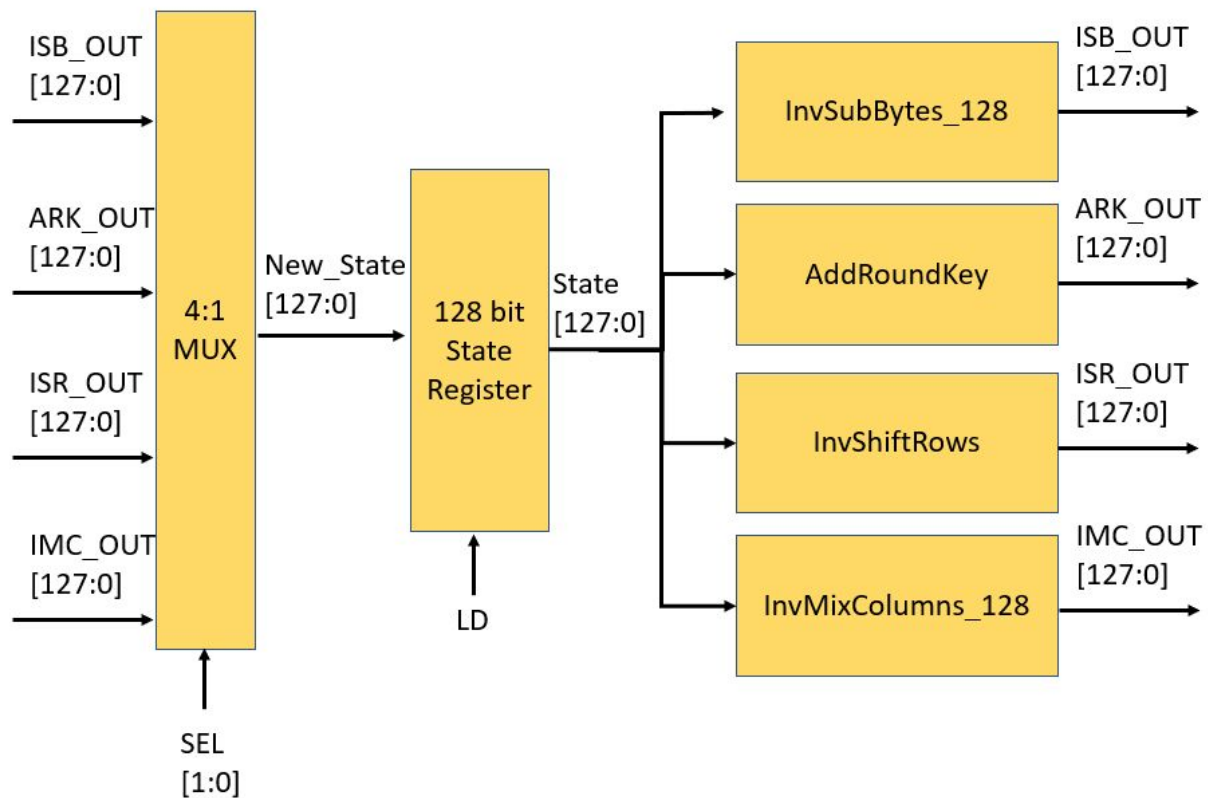 ISB_OUT
[127:0]
ARK_OUT
[127:0]
ISR_OUT
[127:0]
IMC_OUT
[127:0]
4:1
MUX
SEL
[1:0]
New_State
[127:0]
128 bit
State
Register
LD
State
[127:0]
InvSubBytes_128
AddRoundKey
InvShiftRows
InvMixColumns_128
ISB_OUT
[127:0]
ARK_OUT
[127:0]
ISR_OUT
[127:0]
IMC_OUT
[127:0]